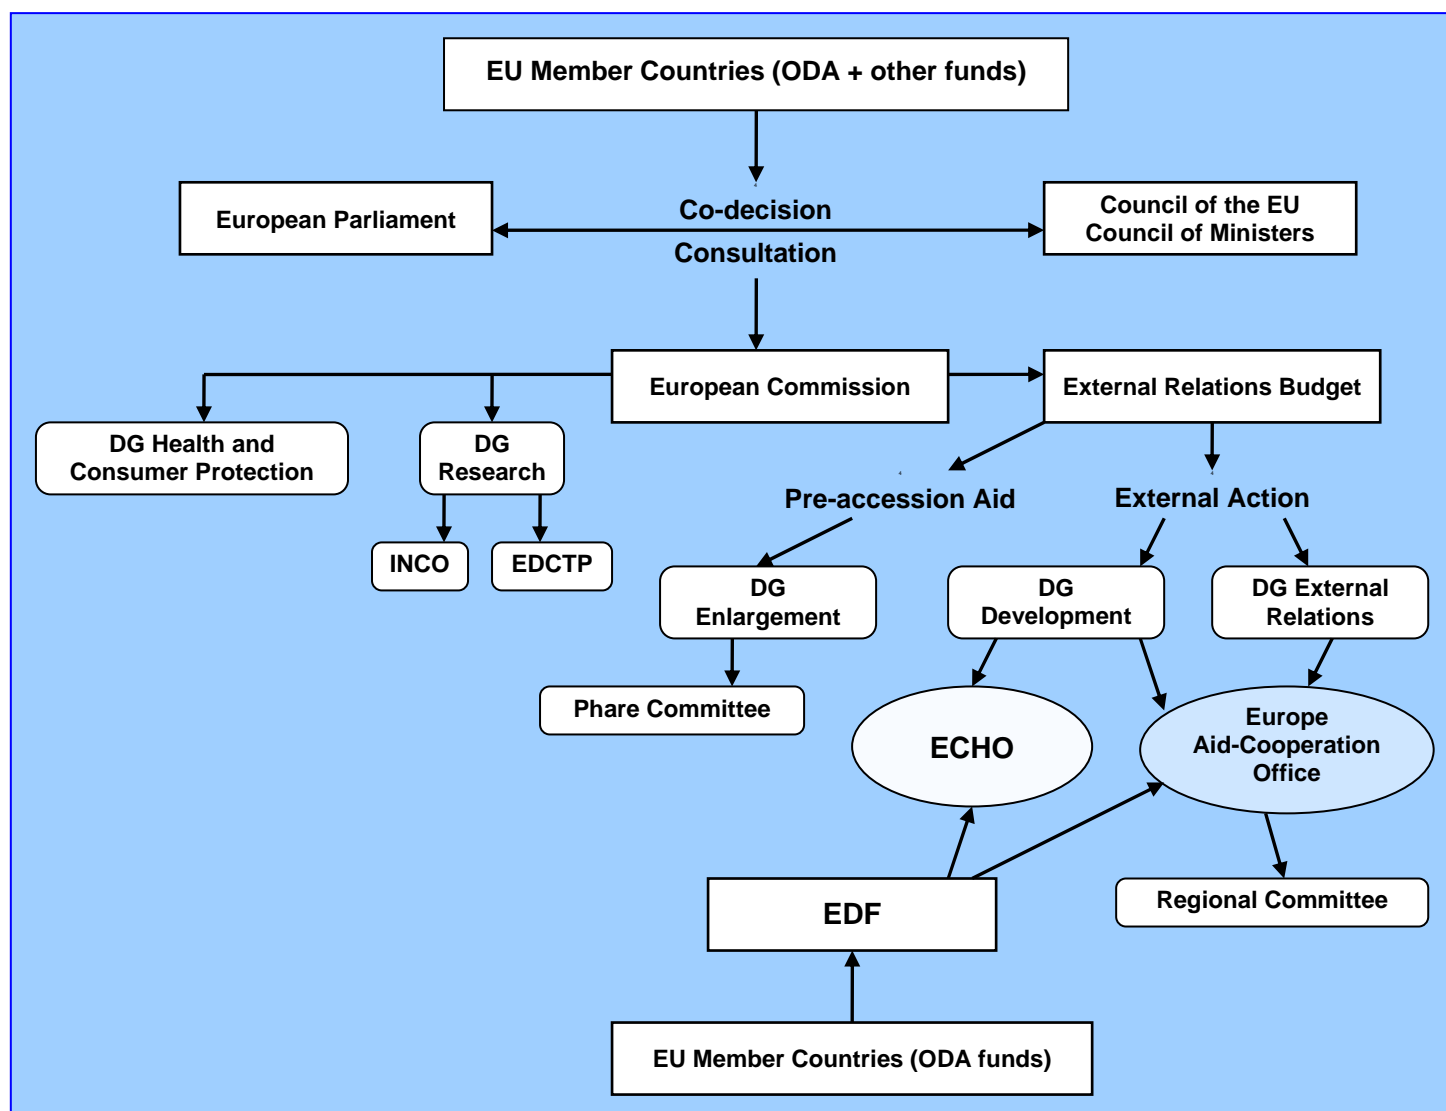 EU Member Countries (ODA + other funds)
European Parliament
Co-decision
Consultation
Council of the EU
Council of Ministers
European Commission
External Relations Budget
DG Health and
Consumer Protection
DG
Research
Pre-accession Aid
External Action
INCO
EDCTP
DG
Enlargement
DG
Development
DG External
Relations
Phare Committee
ECHO
Europe
Aid-Cooperation
Office
EDF
Regional Committee
EU Member Countries (ODA funds)